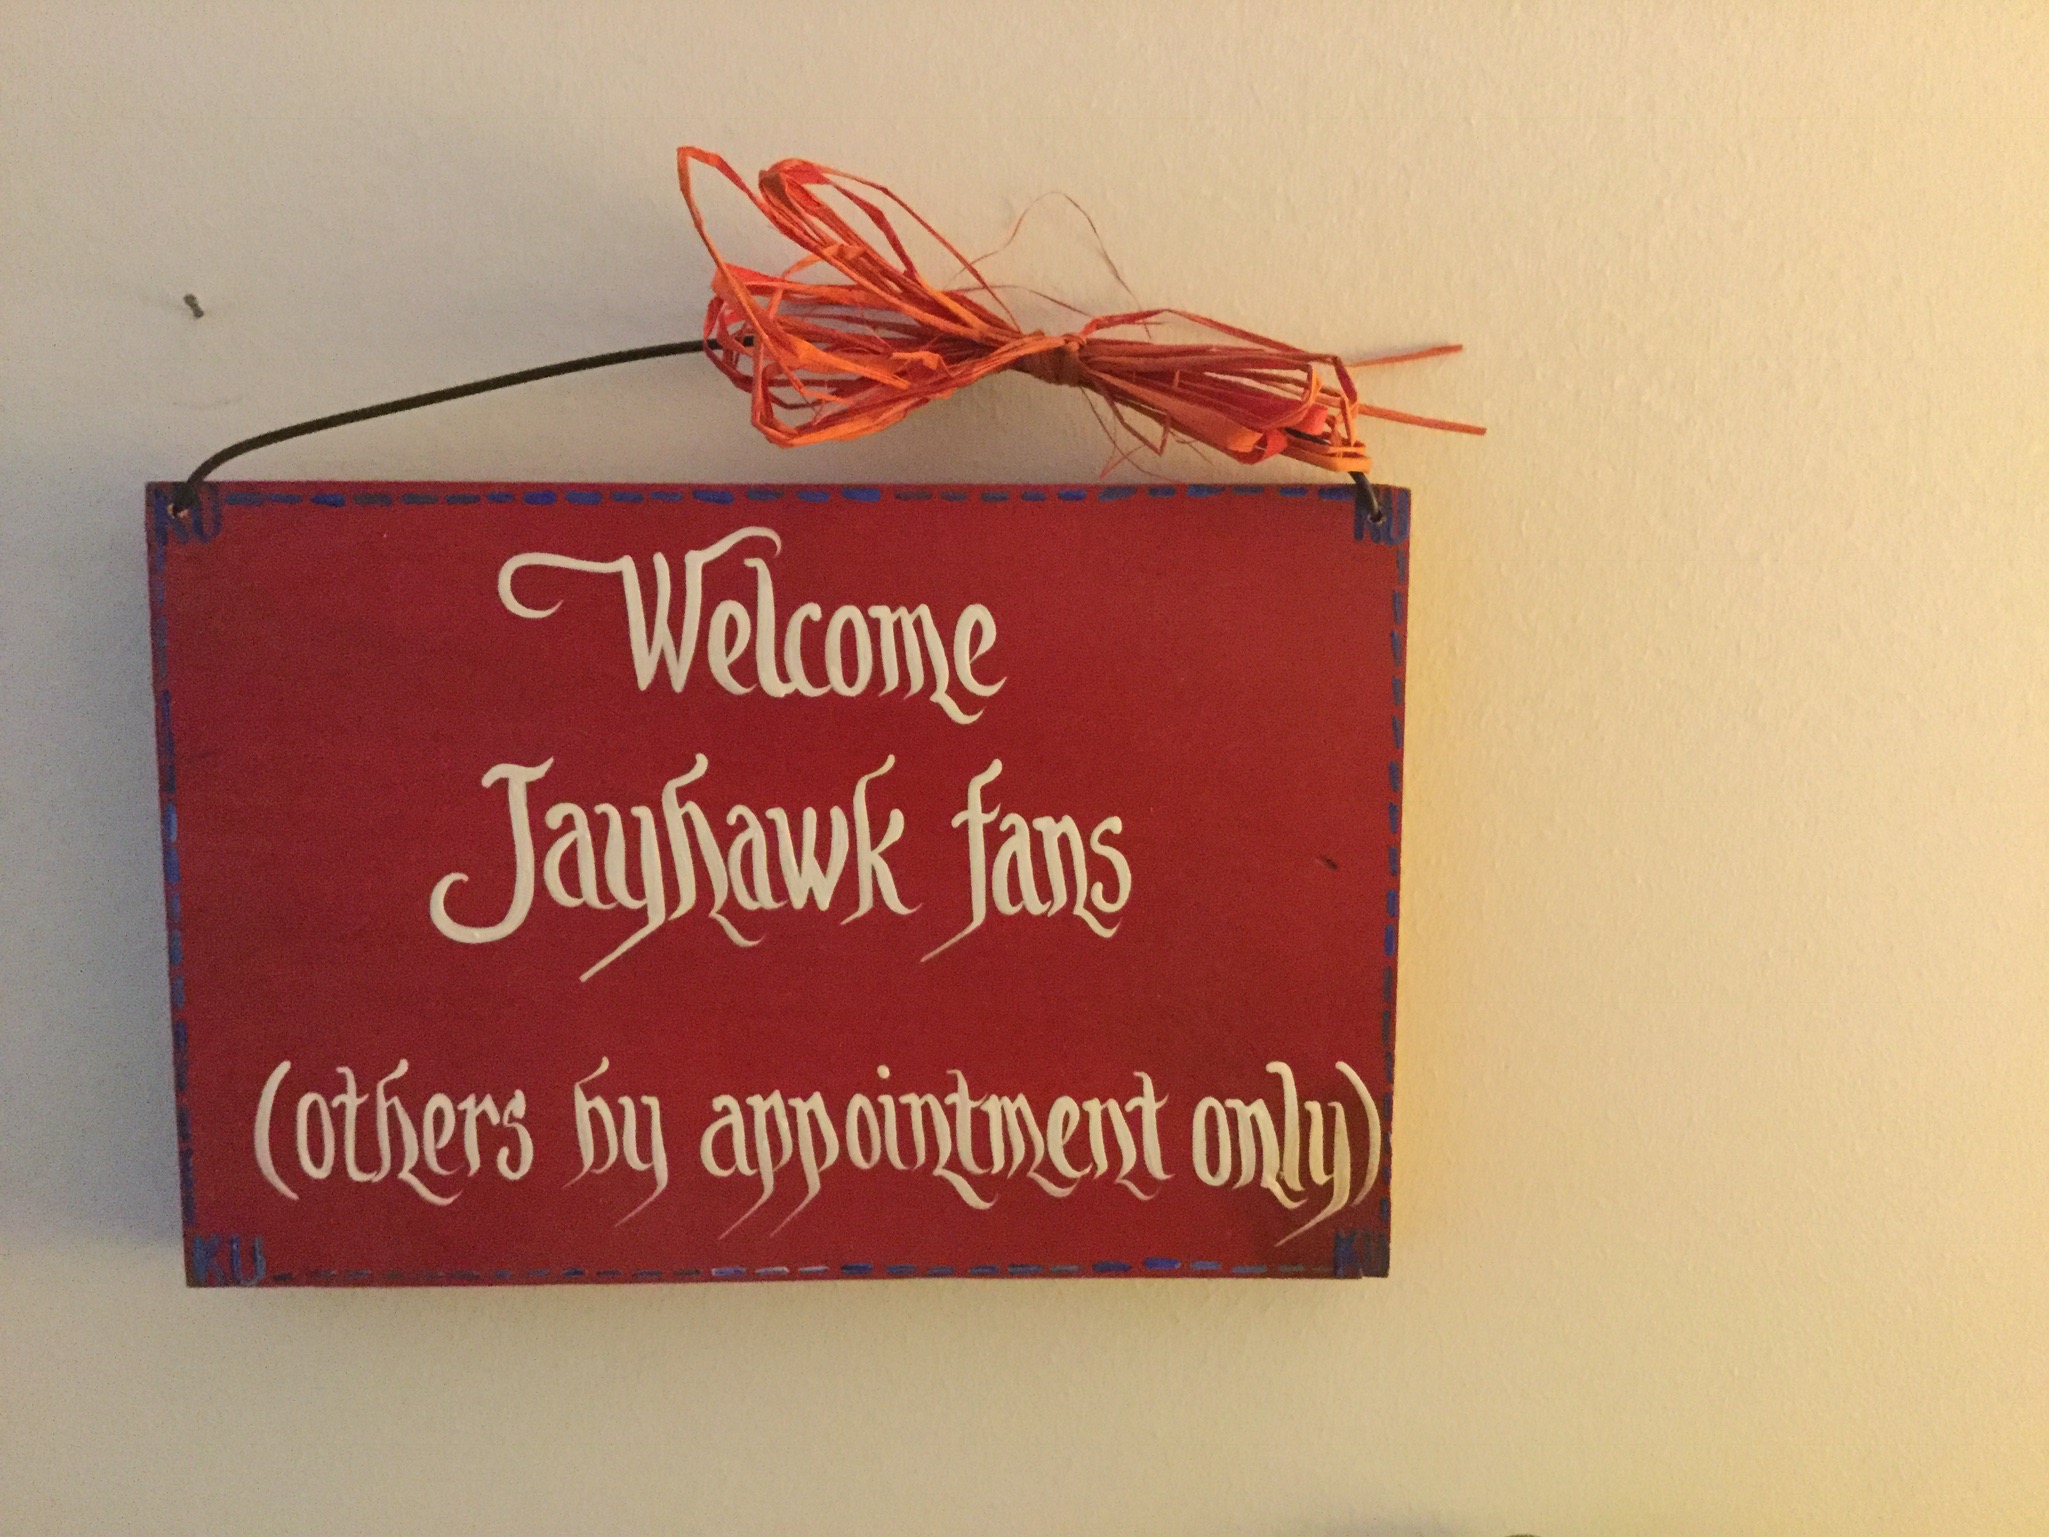 KU KU
Welcome
Jayhawk fans
(others by appointment only)
KU KU